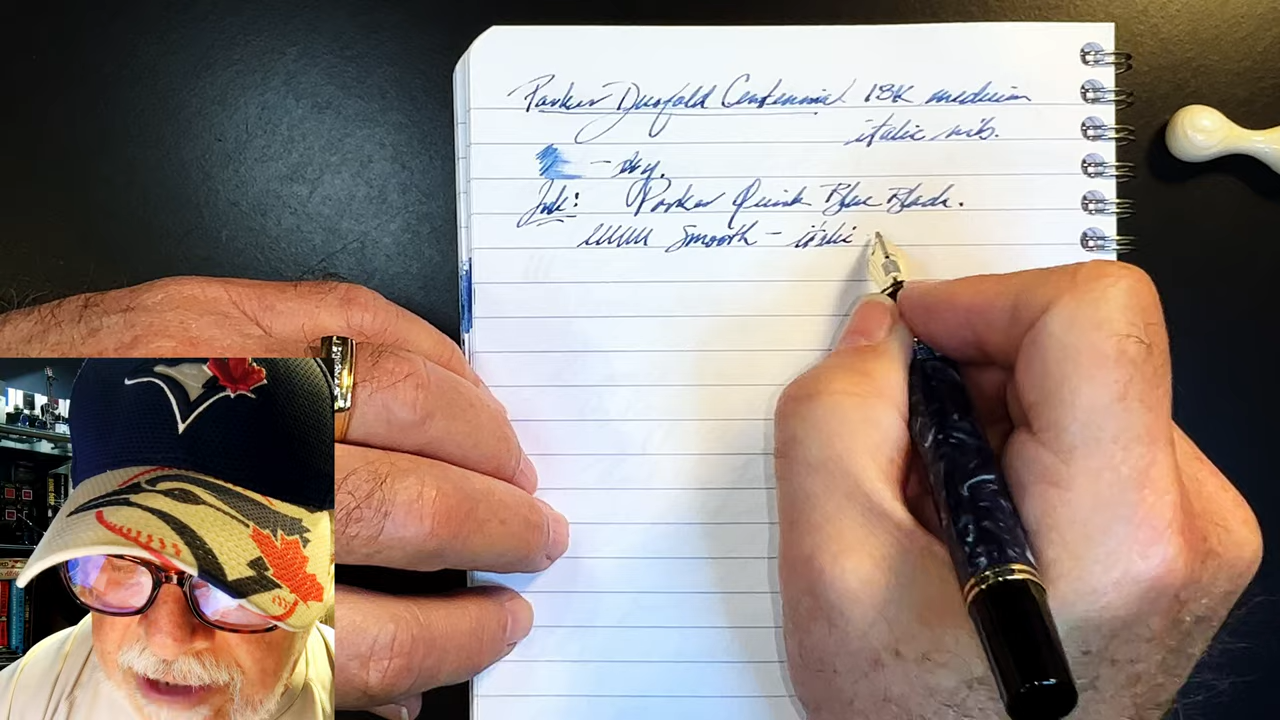 Parker Duofold Centennial 18K medium
italic nib.
- dry.
Ink: Parker Quink Blue Black.
Smooth - italic